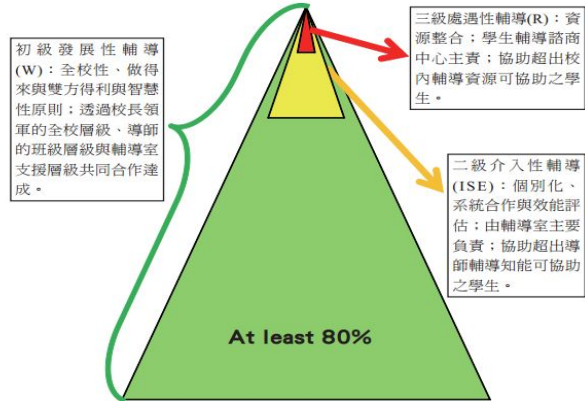 初級發展性輔導
(W)：全校性、做得
來與雙方得利與智慧
性原則；透過校長領
軍的全校層級、導師
的班級層級與輔導室
支援層級共同合作達
成。
三級處遇性輔導(R)：資
源整合；學生輔導諮商
中心主責；協助超出校
內輔導資源可協助之學
生。
二級介入性輔導
(ISE)：個別化、
系統合作與效能評
估；由輔導室主要
負責；協助超出導
師輔導知能可協助
之學生。
At least 80%